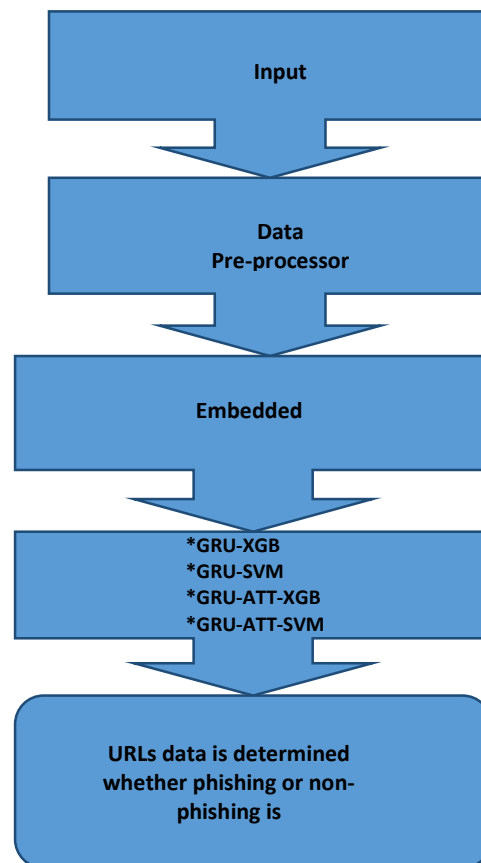 Input
Data
Pre-processor
Embedded
*GRU-XGB
*GRU-SVM
*GRU-ATT-XGB
*GRU-ATT-SVM
URLs data is determined
whether phishing or non-
phishing is